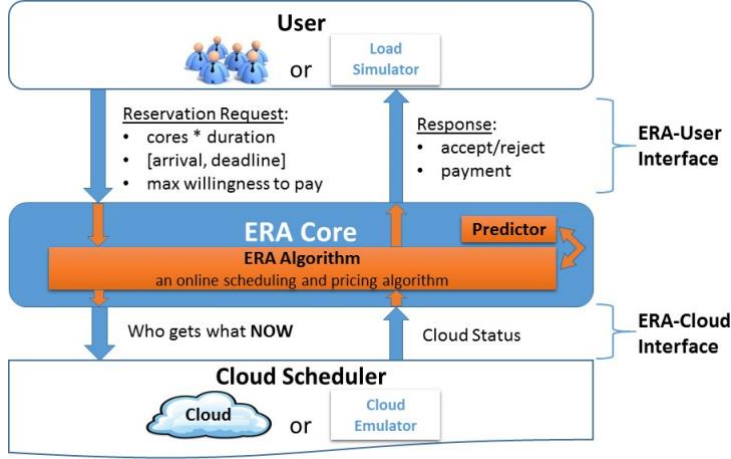 User
or
Load
Simulator
Reservation Request:
• cores * duration
• [arrival, deadline]
• max willingness to pay
Response:
• accept/reject
• payment
ERA-User
Interface
ERA Core
Predictor
ERA Algorithm
an online scheduling and pricing algorithm
Who gets what NOW
Cloud Status
ERA-Cloud
Interface
Cloud Scheduler
Cloud
or
Cloud
Emulator